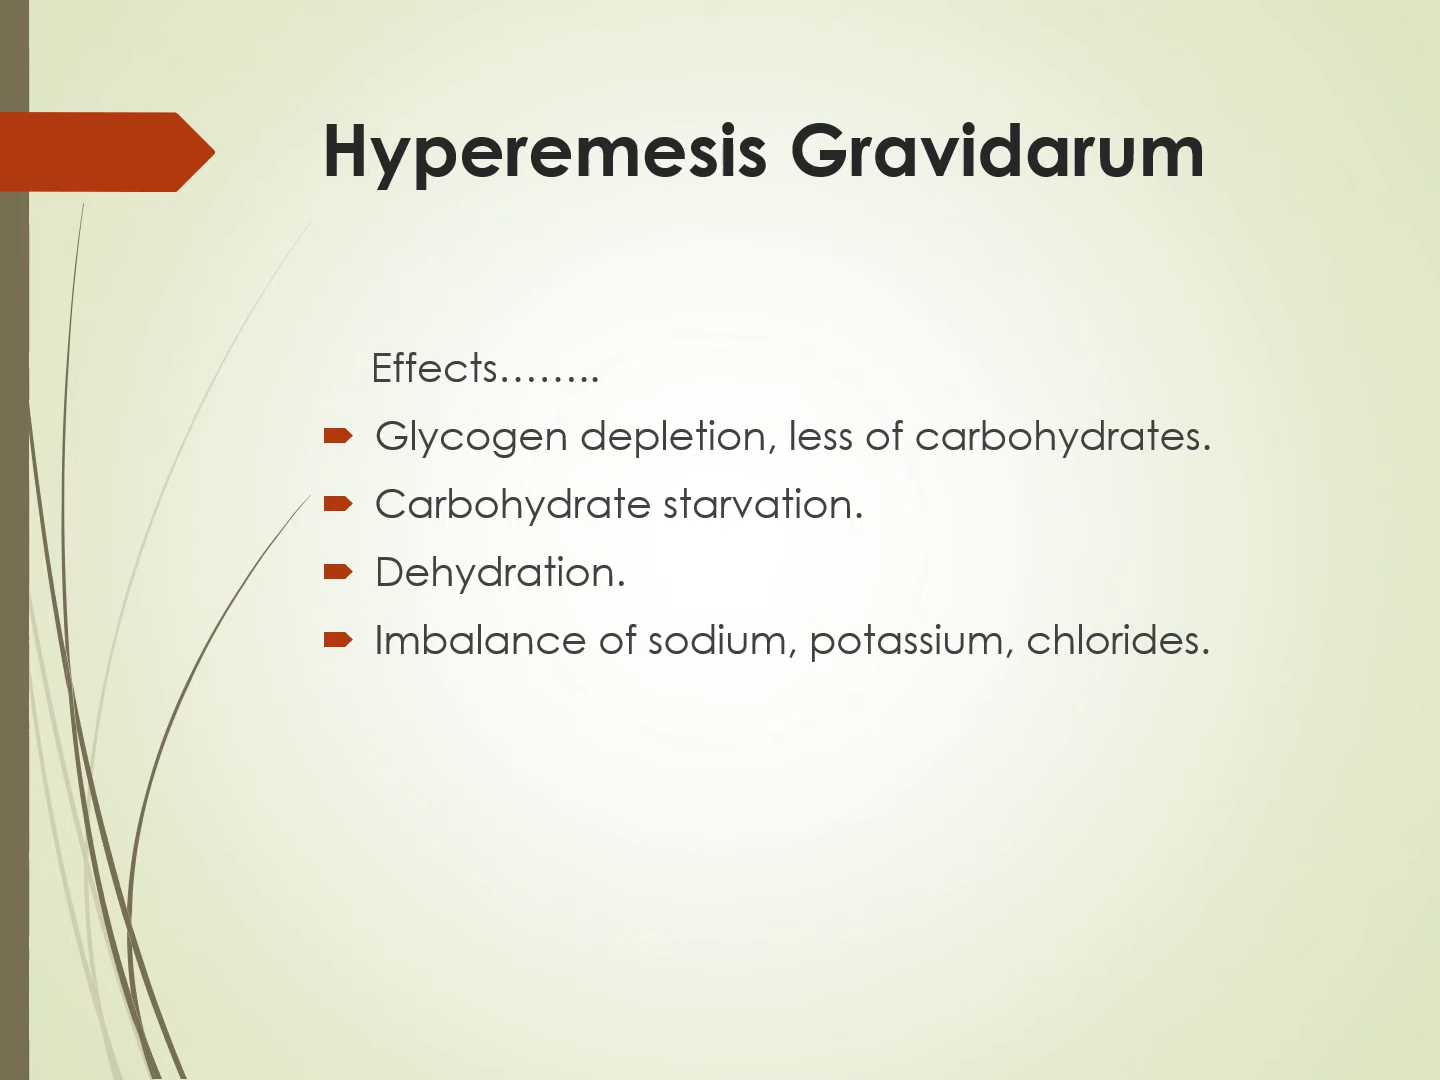 Hyperemesis Gravidarum
Effects……..
Glycogen depletion, less of carbohydrates.
Carbohydrate starvation.
Dehydration.
Imbalance of sodium, potassium, chlorides.